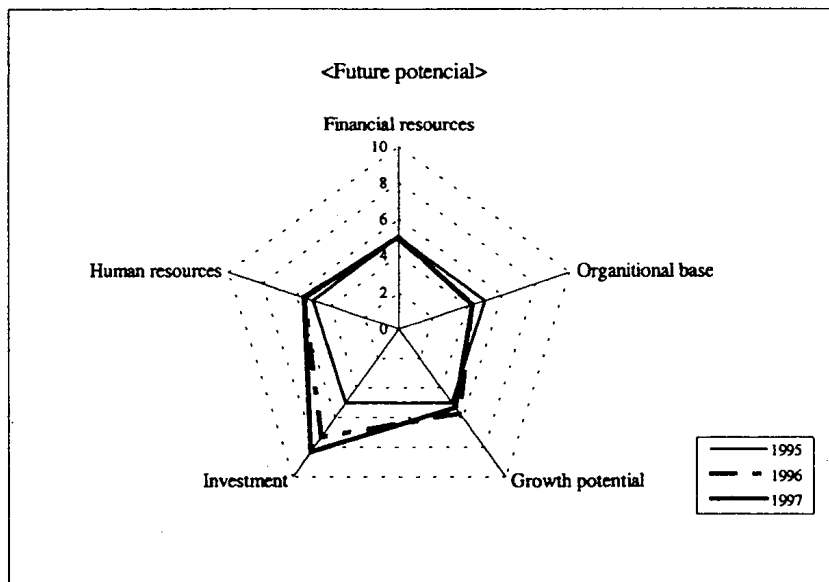 <Future potencial>
Financial resources
10
8
6
4
2
0
Human resources
Organitional base
Investment
Growth potential
1995
1996
1997